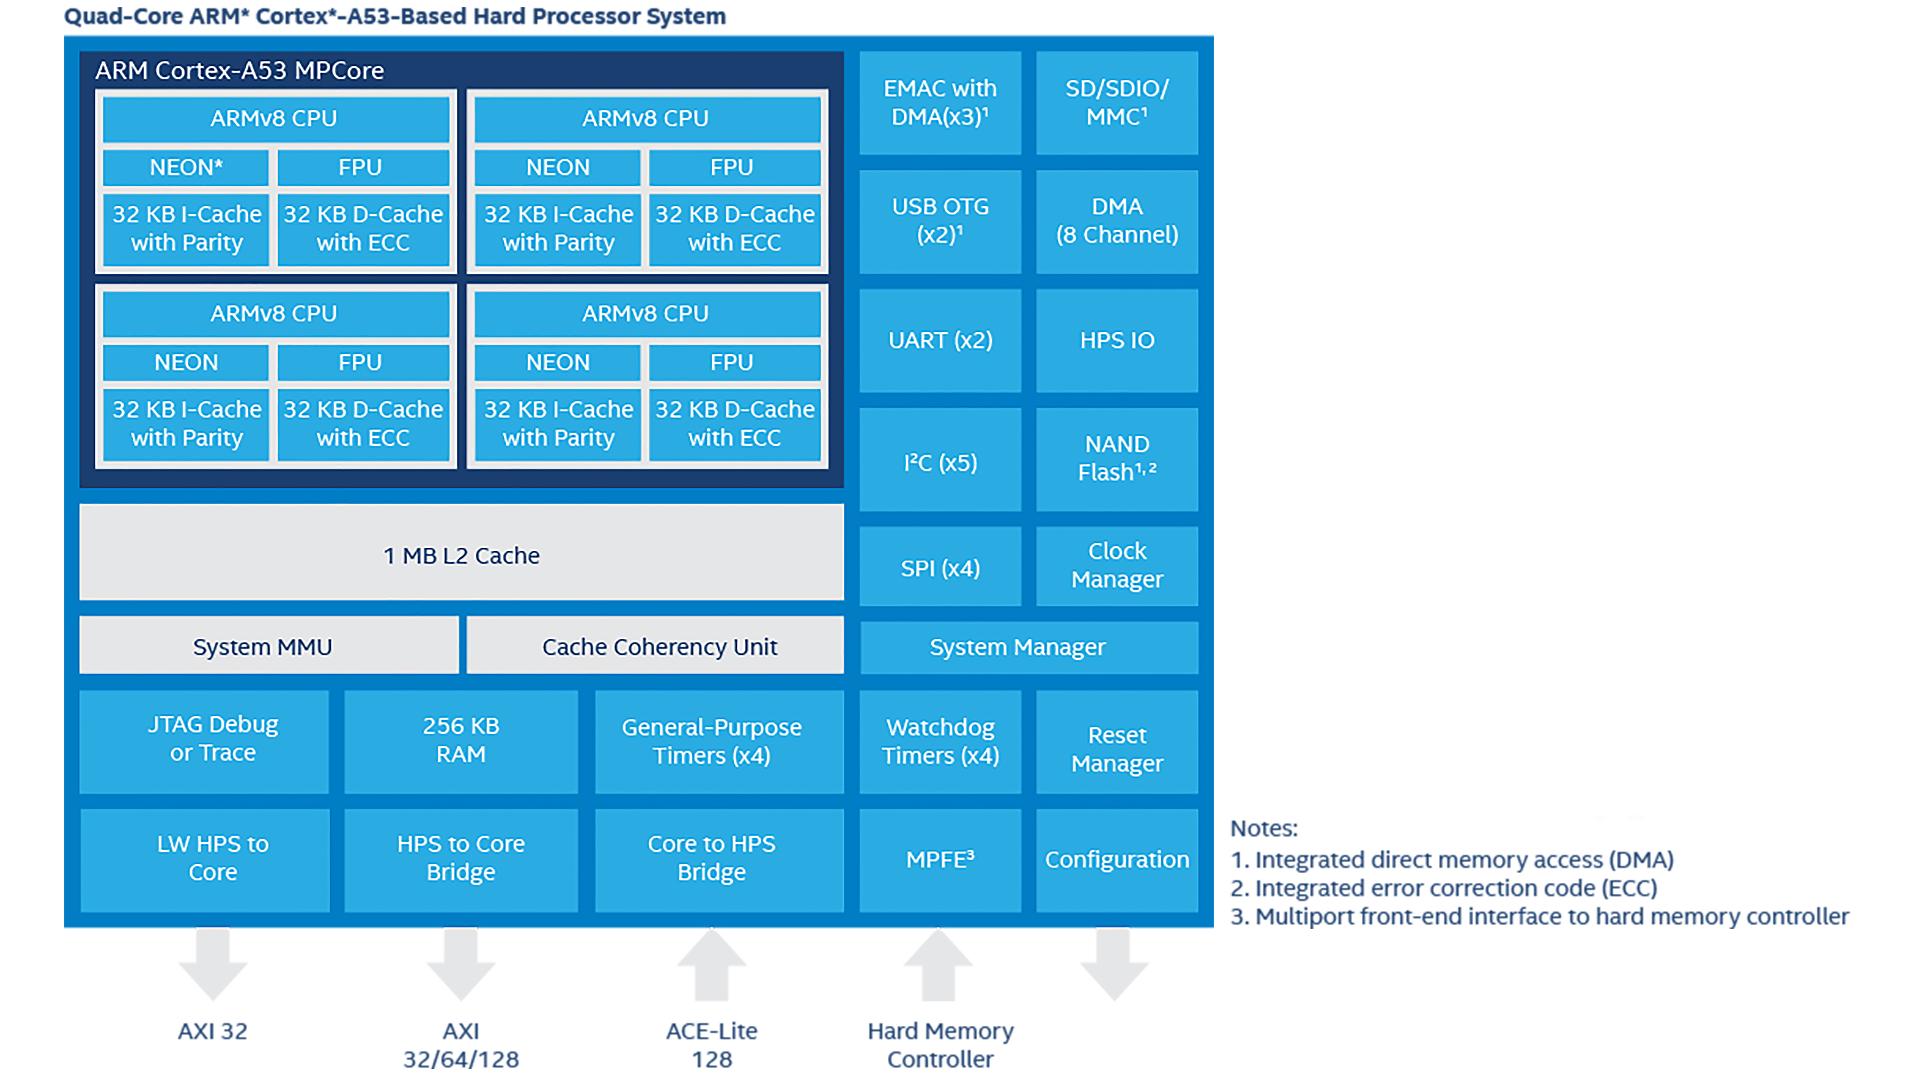 Quad-Core ARM* Cortex*-A53-Based Hard Processor System
ARM Cortex-A53 MPCore
ARMv8 CPU
NEON*
FPU
32 KB I-Cache
with Parity
32 KB D-Cache
with ECC
ARMv8 CPU
NEON
FPU
32 KB I-Cache
with Parity
32 KB D-Cache
with ECC
ARMv8 CPU
NEON
FPU
32 KB I-Cache
with Parity
32 KB D-Cache
with ECC
ARMv8 CPU
NEON
FPU
32 KB I-Cache
with Parity
32 KB D-Cache
with ECC
1 MB L2 Cache
System MMU
Cache Coherency Unit
EMAC with
DMA(x3)¹
SD/SDIO/
MMC¹
USB OTG
(x2)¹
DMA
(8 Channel)
UART (x2)
HPS IO
I²C (x5)
NAND
Flash¹,²
SPI (x4)
Clock
Manager
System Manager
JTAG Debug
or Trace
256 KB
RAM
General-Purpose
Timers (x4)
Watchdog
Timers (x4)
Reset
Manager
LW HPS to
Core
HPS to Core
Bridge
Core to HPS
Bridge
MPFE³
Configuration
AXI 32
AXI
32/64/128
ACE-Lite
128
Hard Memory
Controller
Notes:
1. Integrated direct memory access (DMA)
2. Integrated error correction code (ECC)
3. Multiport front-end interface to hard memory controller